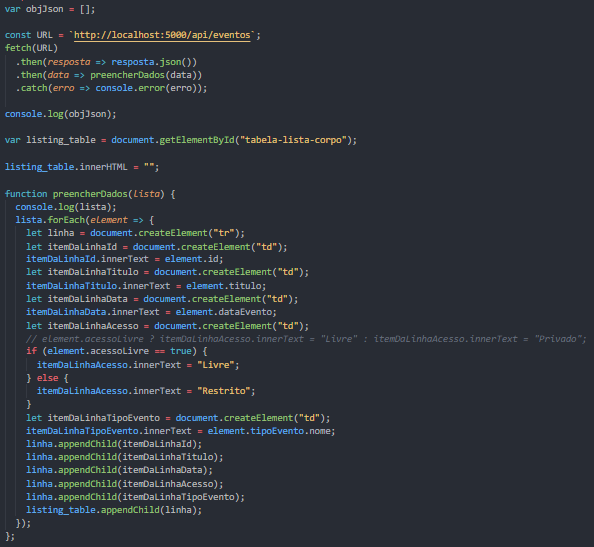 var objJson = [];
const URL = `http://localhost:5000/api/eventos`;
fetch(URL)
.then(resposta => resposta.json())
.then(data => preencherDados(data))
.catch(erro => console.error(erro));
console.log(objJson);
var listing_table = document.getElementById("tabela-lista-corpo");
listing_table.innerHTML = "";
function preencherDados(lista) {
console.log(lista);
lista.forEach(element => {
let linha = document.createElement("tr");
let itemDaLinhaId = document.createElement("td");
itemDaLinhaId.innerText = element.id;
let itemDaLinhaTitulo = document.createElement("td");
itemDaLinhaTitulo.innerText = element.titulo;
let itemDaLinhaData = document.createElement("td");
itemDaLinhaData.innerText = element.dataEvento;
let itemDaLinhaAcesso = document.createElement("td");
// element.acessoLivre ? itemDaLinhaAcesso.innerText = "Livre" : itemDaLinhaAcesso.innerText = "Privado";
if (element.acessoLivre == true) {
itemDaLinhaAcesso.innerText = "Livre";
} else {
itemDaLinhaAcesso.innerText = "Restrito";
}
let itemDaLinhaTipoEvento = document.createElement("td");
itemDaLinhaTipoEvento.innerText = element.tipoEvento.nome;
linha.appendChild(itemDaLinhaId);
linha.appendChild(itemDaLinhaTitulo);
linha.appendChild(itemDaLinhaData);
linha.appendChild(itemDaLinhaAcesso);
linha.appendChild(itemDaLinhaTipoEvento);
listing_table.appendChild(linha);
});
};